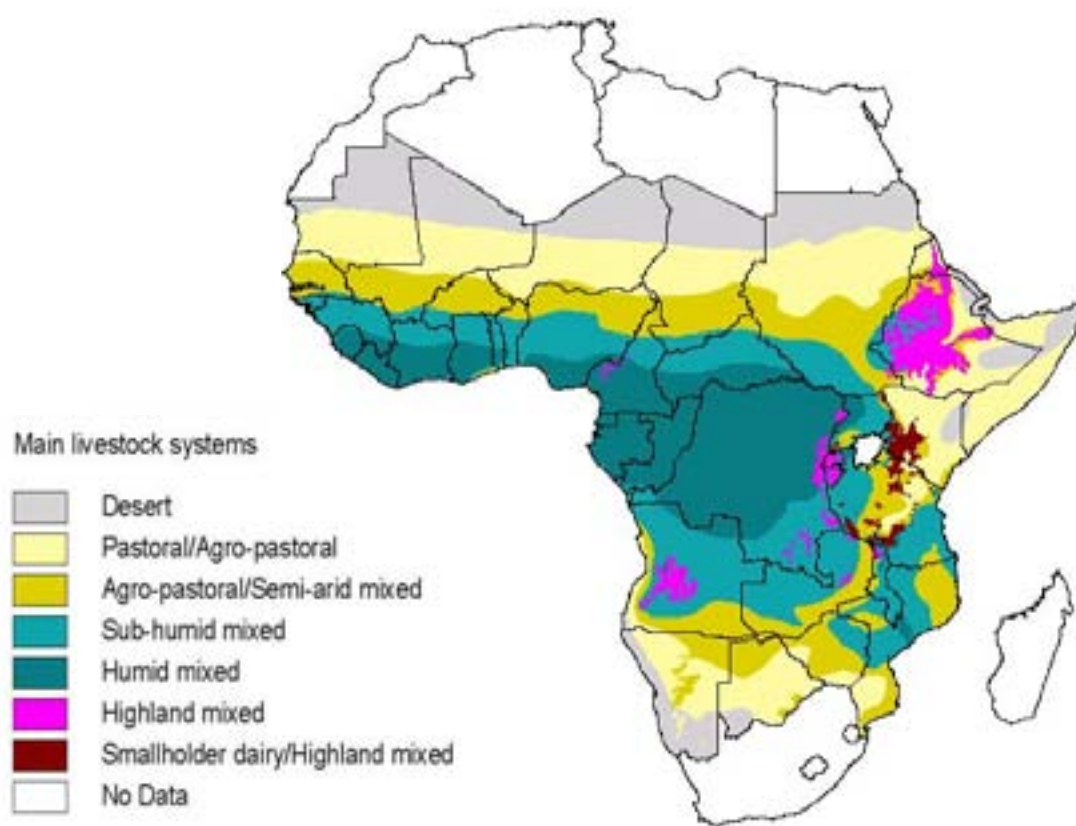 Main livestock systems
Desert
Pastoral/Agro-pastoral
Agro-pastoral/Semi-arid mixed
Sub-humid mixed
Humid mixed
Highland mixed
Smallholder dairy/Highland mixed
No Data